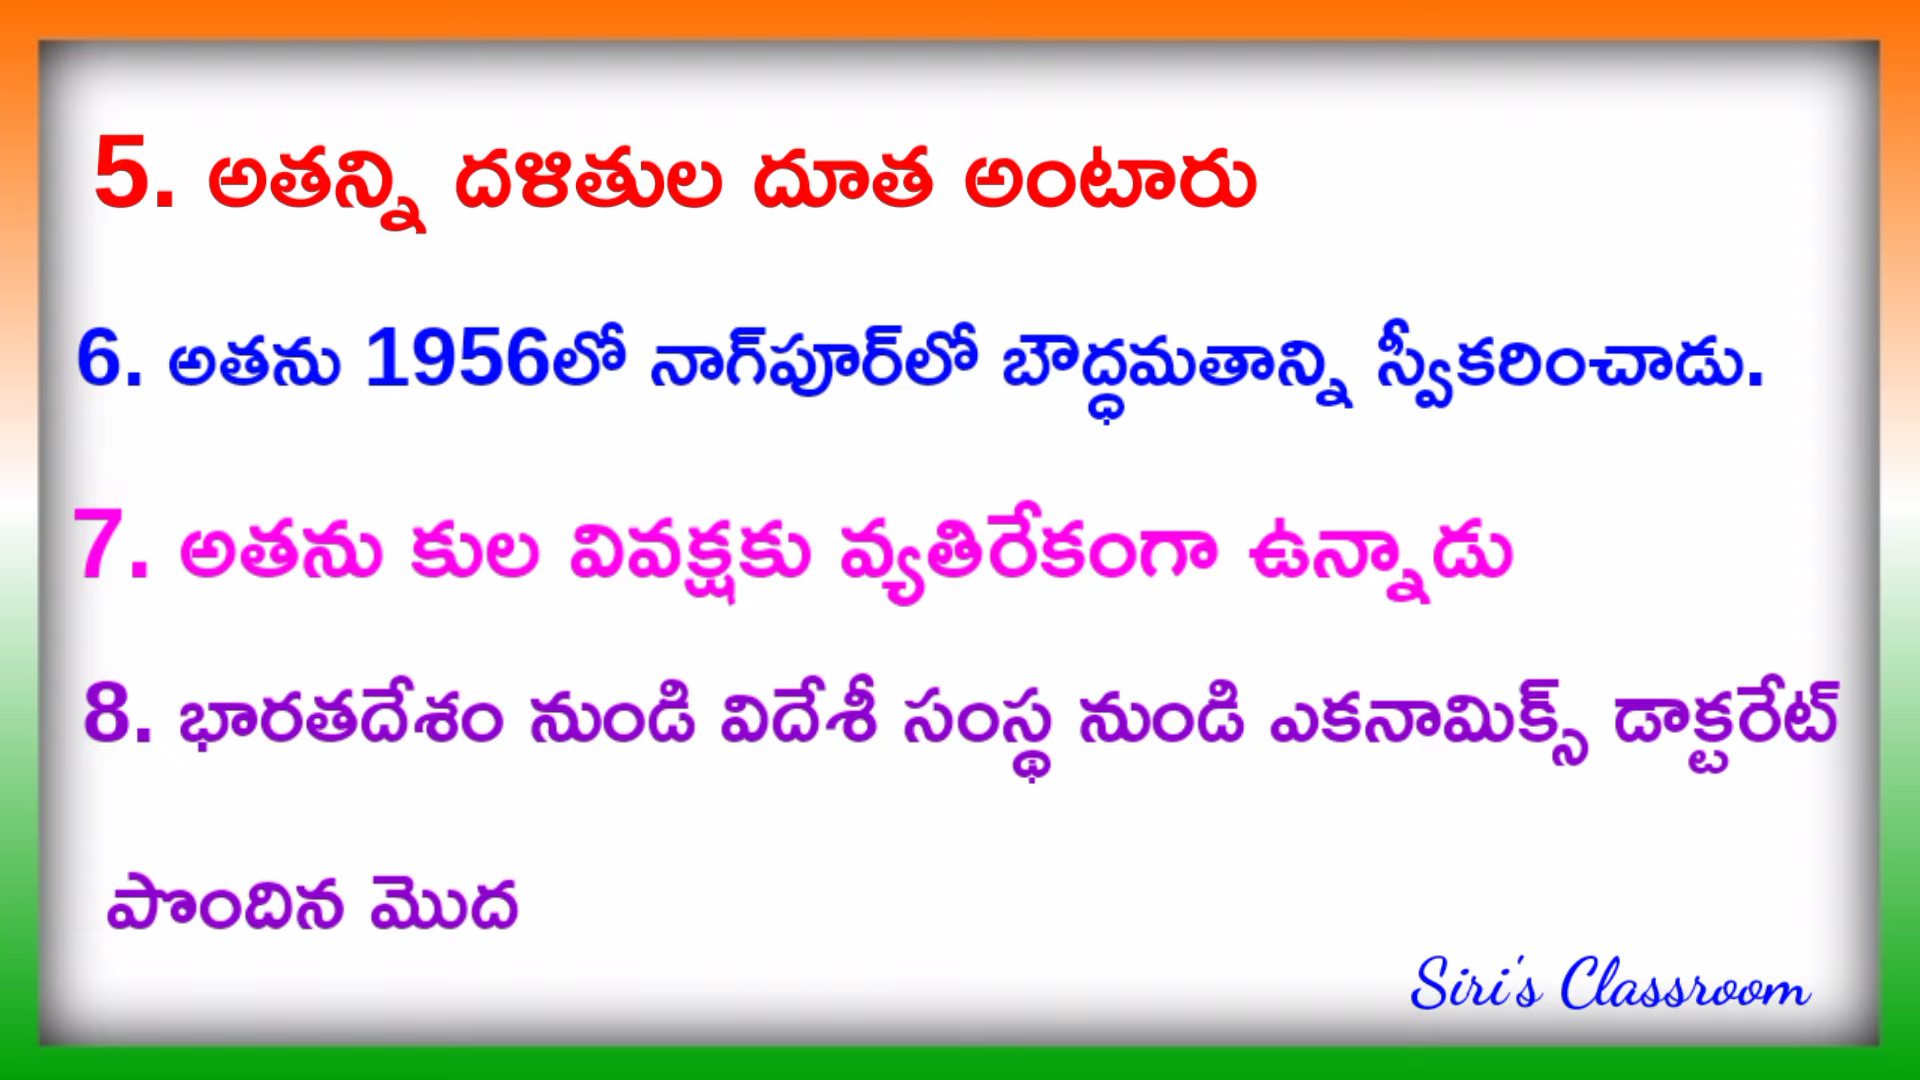 5. అతన్ని దళితుల దూత అంటారు
6. అతను 1956లో నాగ్‌పూర్‌లో బౌద్ధమతాన్ని స్వీకరించాడు.
7. అతను కుల వివక్షకు వ్యతిరేకంగా ఉన్నాడు
8. భారతదేశం నుండి విదేశీ సంస్థ నుండి ఎకనామిక్స్ డాక్టరేట్
పొందిన మొద
Siri's Classroom